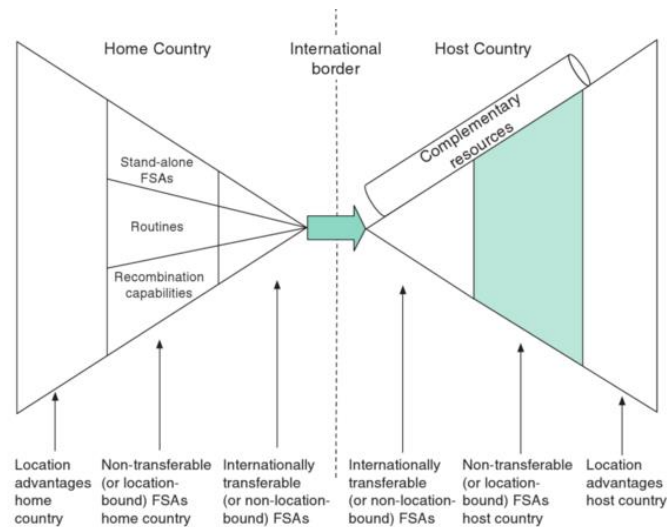 Home Country
International
border
Host Country
Complementary
resources
Stand-alone
FSAs
Routines
Recombination
capabilities
Location
advantages
home
country
Non-transferable
(or location-
bound) FSAs
home country
Internationally
transferable
(or non-location-
bound) FSAs
Internationally
transferable
(or non-location-
bound) FSAs
Non-transferable
(or location-
bound) FSAs
host country
Location
advantages
host country